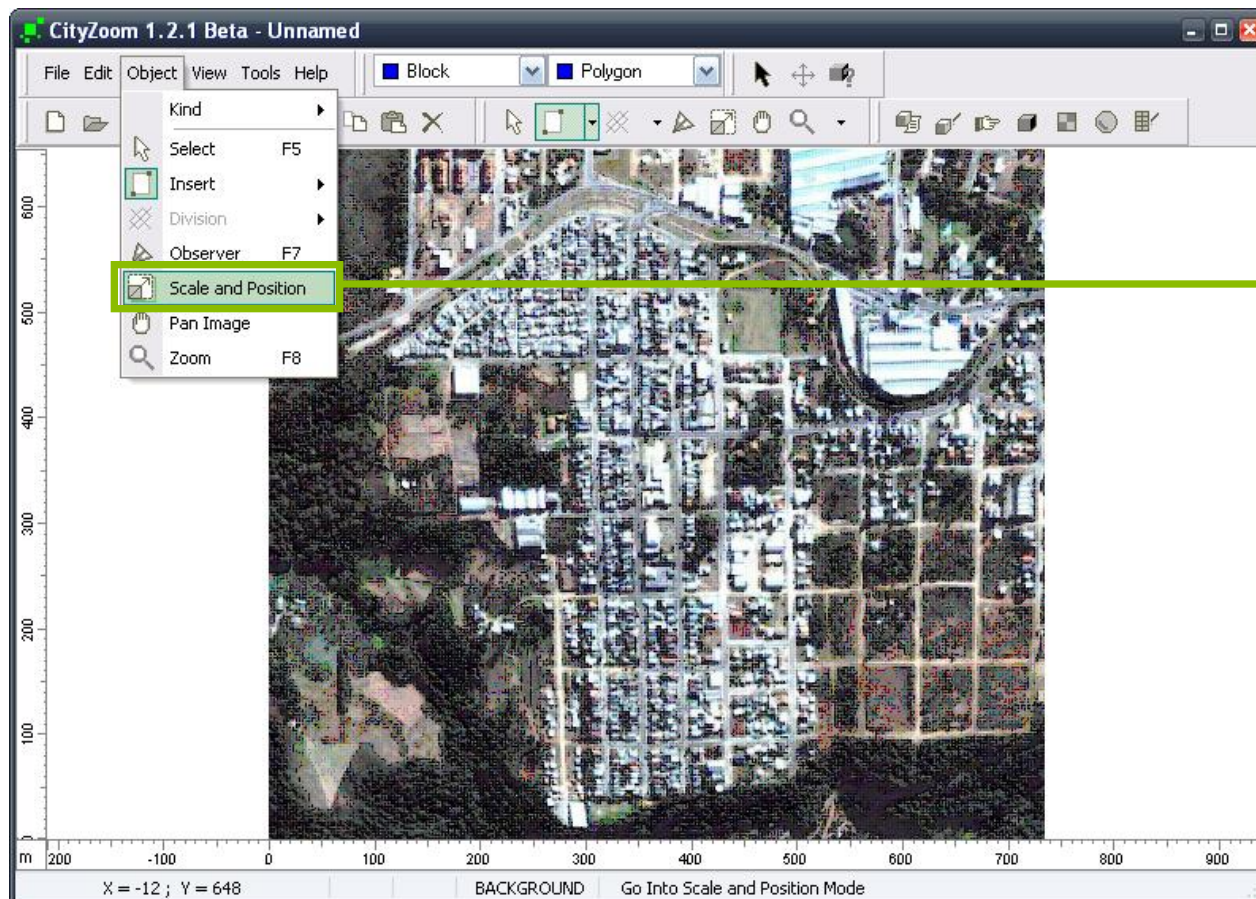 CityZoom 1.2.1 Beta - Unnamed
File Edit Object View Tools Help
Block
Polygon
Kind
Select F5
Insert
Division
Observer F7
Scale and Position
Pan Image
Zoom F8
600
500
400
300
200
100
0
m 200 -100 0 100 200 300 400 500 600 700 800 900
X = -12 ; Y = 648 BACKGROUND Go Into Scale and Position Mode